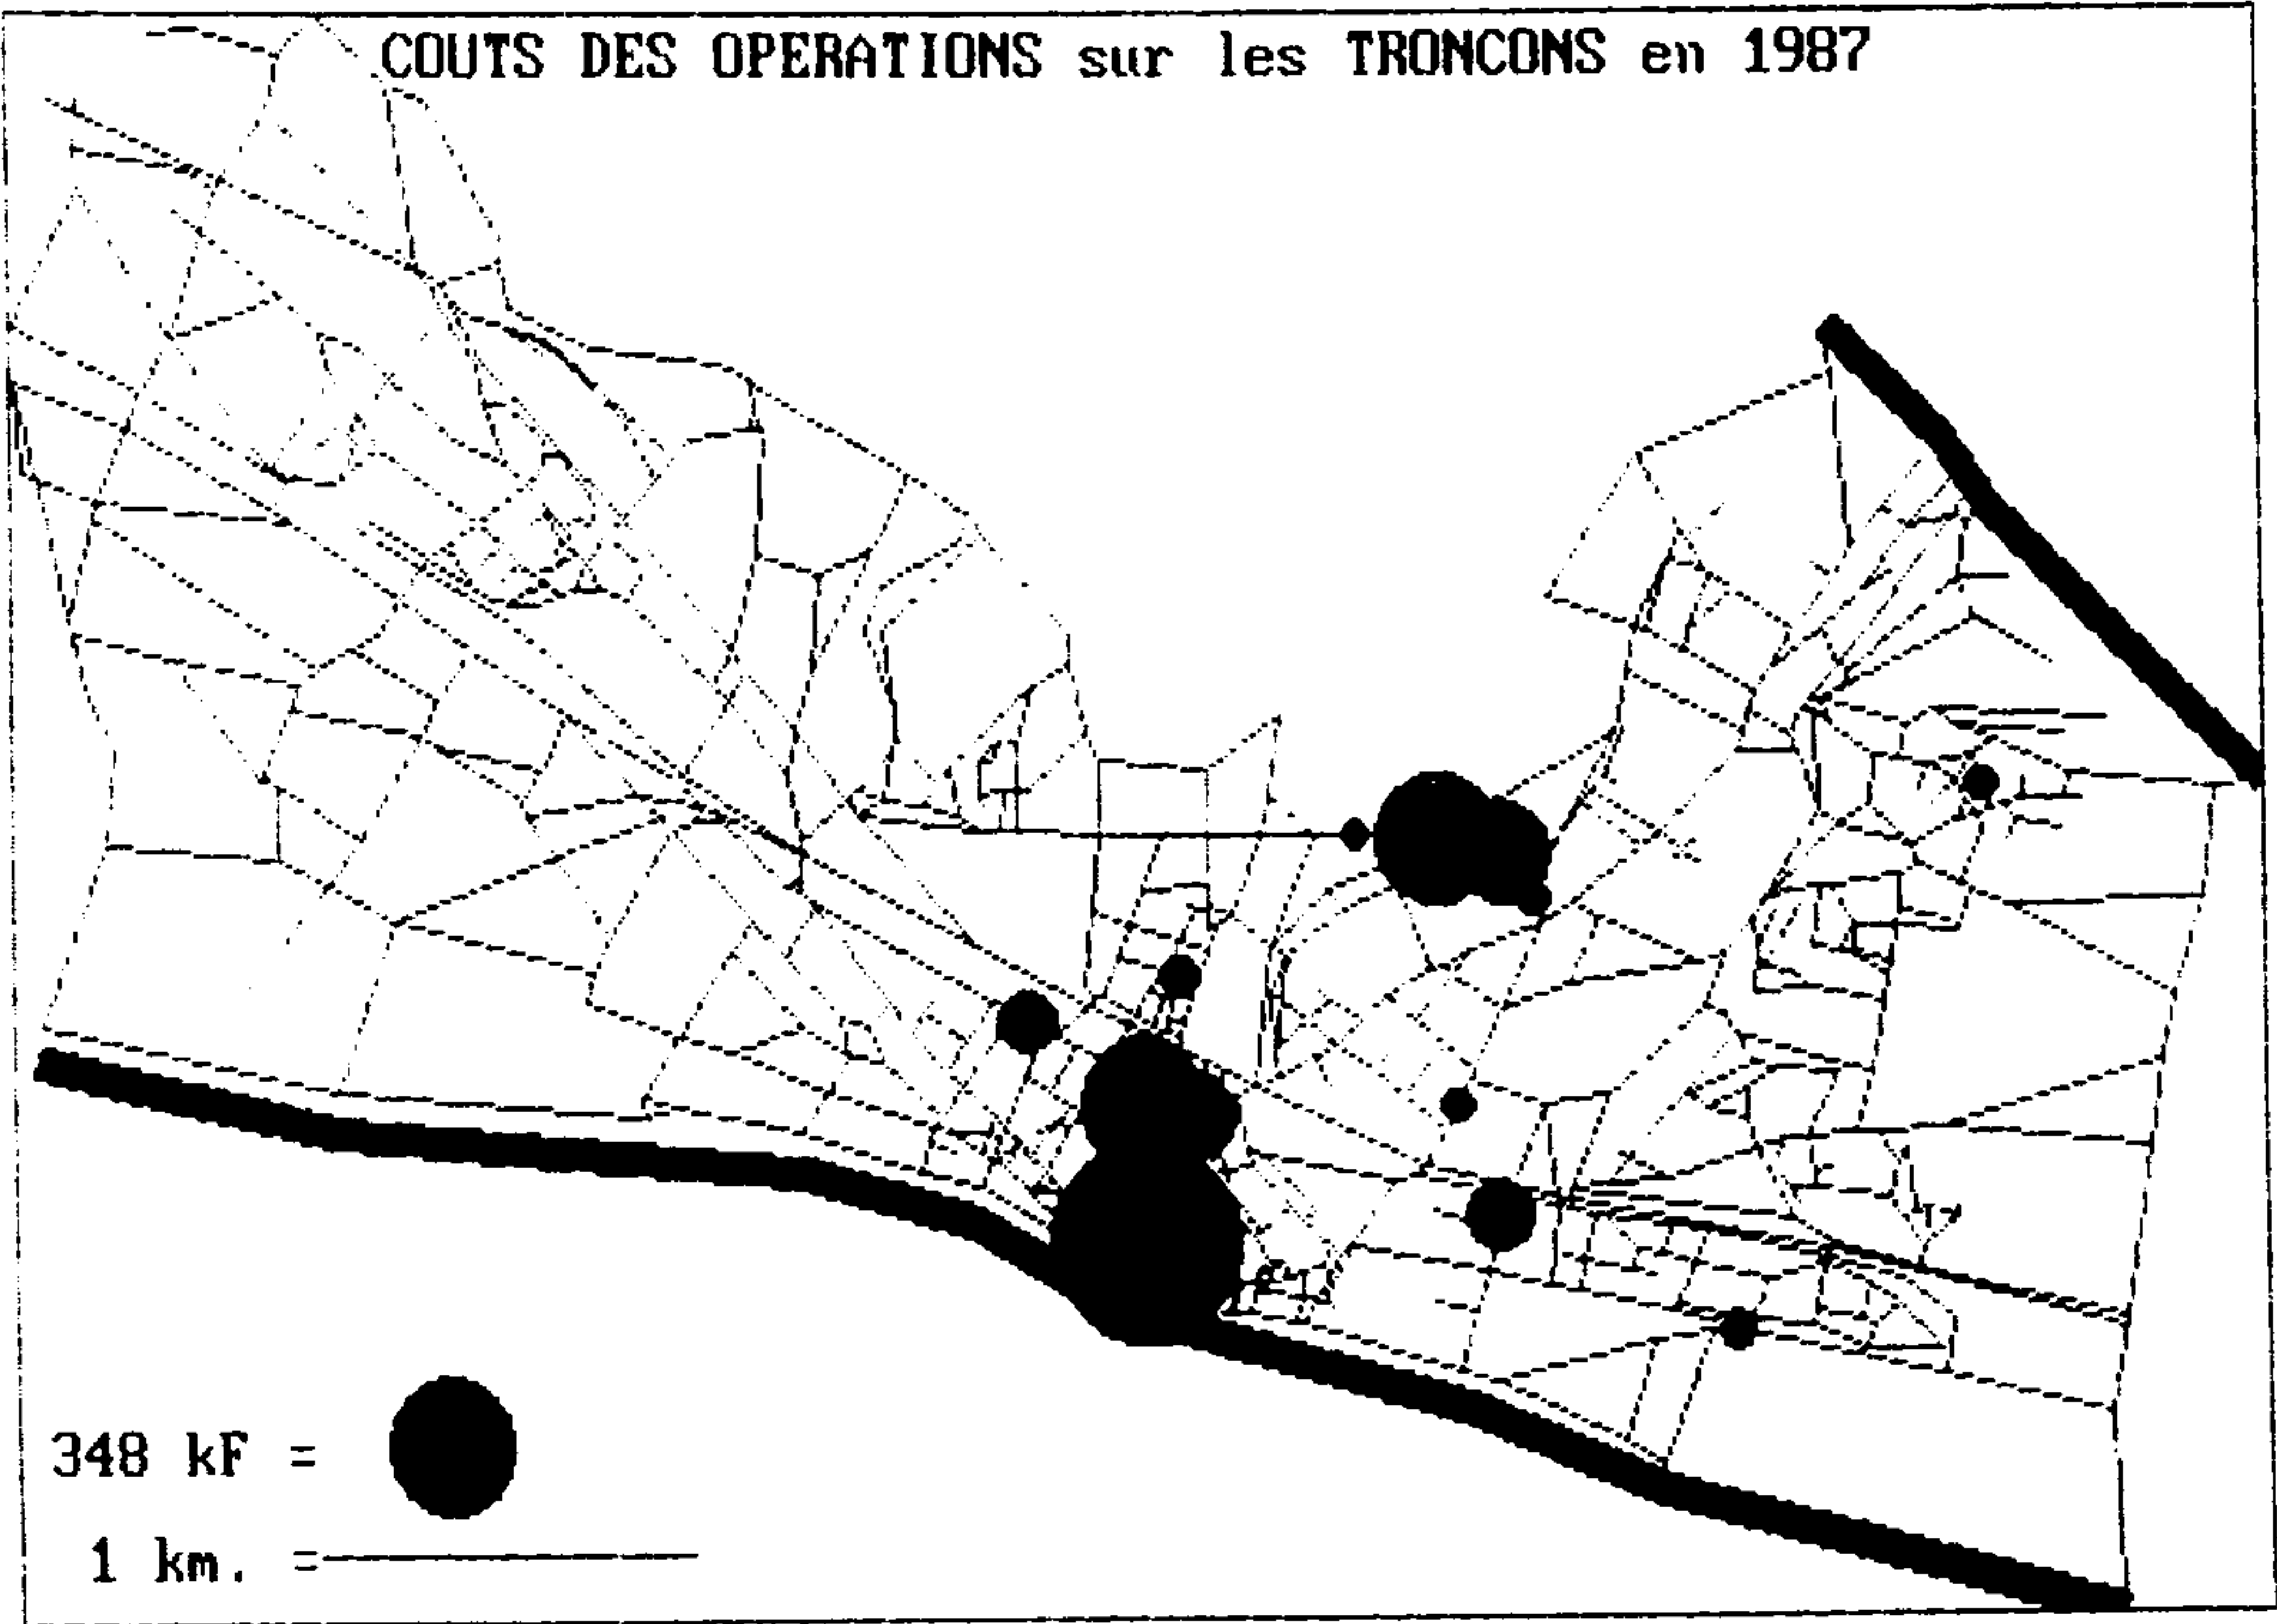 COUTS DES OPERATIONS sur les TRONCONS en 1987
348 kF =
1 km. =